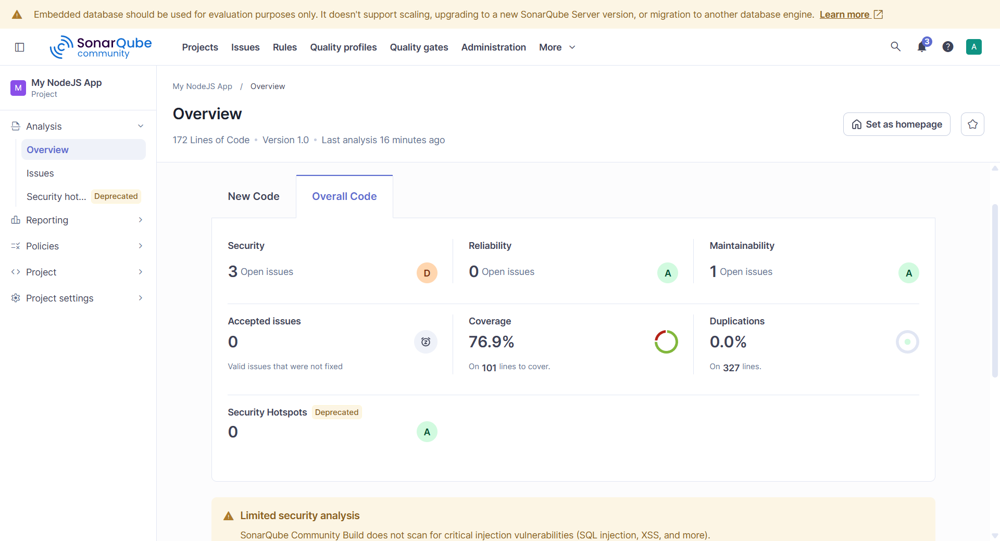 Embedded database should be used for evaluation purposes only. It doesn't support scaling, upgrading to a new SonarQube Server version, or migration to another database engine. Learn more
SonarQube community
Projects Issues Rules Quality profiles Quality gates Administration More
3
?
A
M
My NodeJS App
Project
Analysis
Overview
Issues
Security hot... Deprecated
Reporting
Policies
Project
Project settings
My NodeJS App / Overview
Overview
172 Lines of Code • Version 1.0 • Last analysis 16 minutes ago
Set as homepage
New Code
Overall Code
Security
3 Open issues
D
Reliability
0 Open issues
A
Maintainability
1 Open issues
A
Accepted issues
0
Valid issues that were not fixed
Coverage
76.9%
On 101 lines to cover.
Duplications
0.0%
On 327 lines.
Security Hotspots Deprecated
0
A
Limited security analysis
SonarQube Community Build does not scan for critical injection vulnerabilities (SQL injection, XSS, and more).